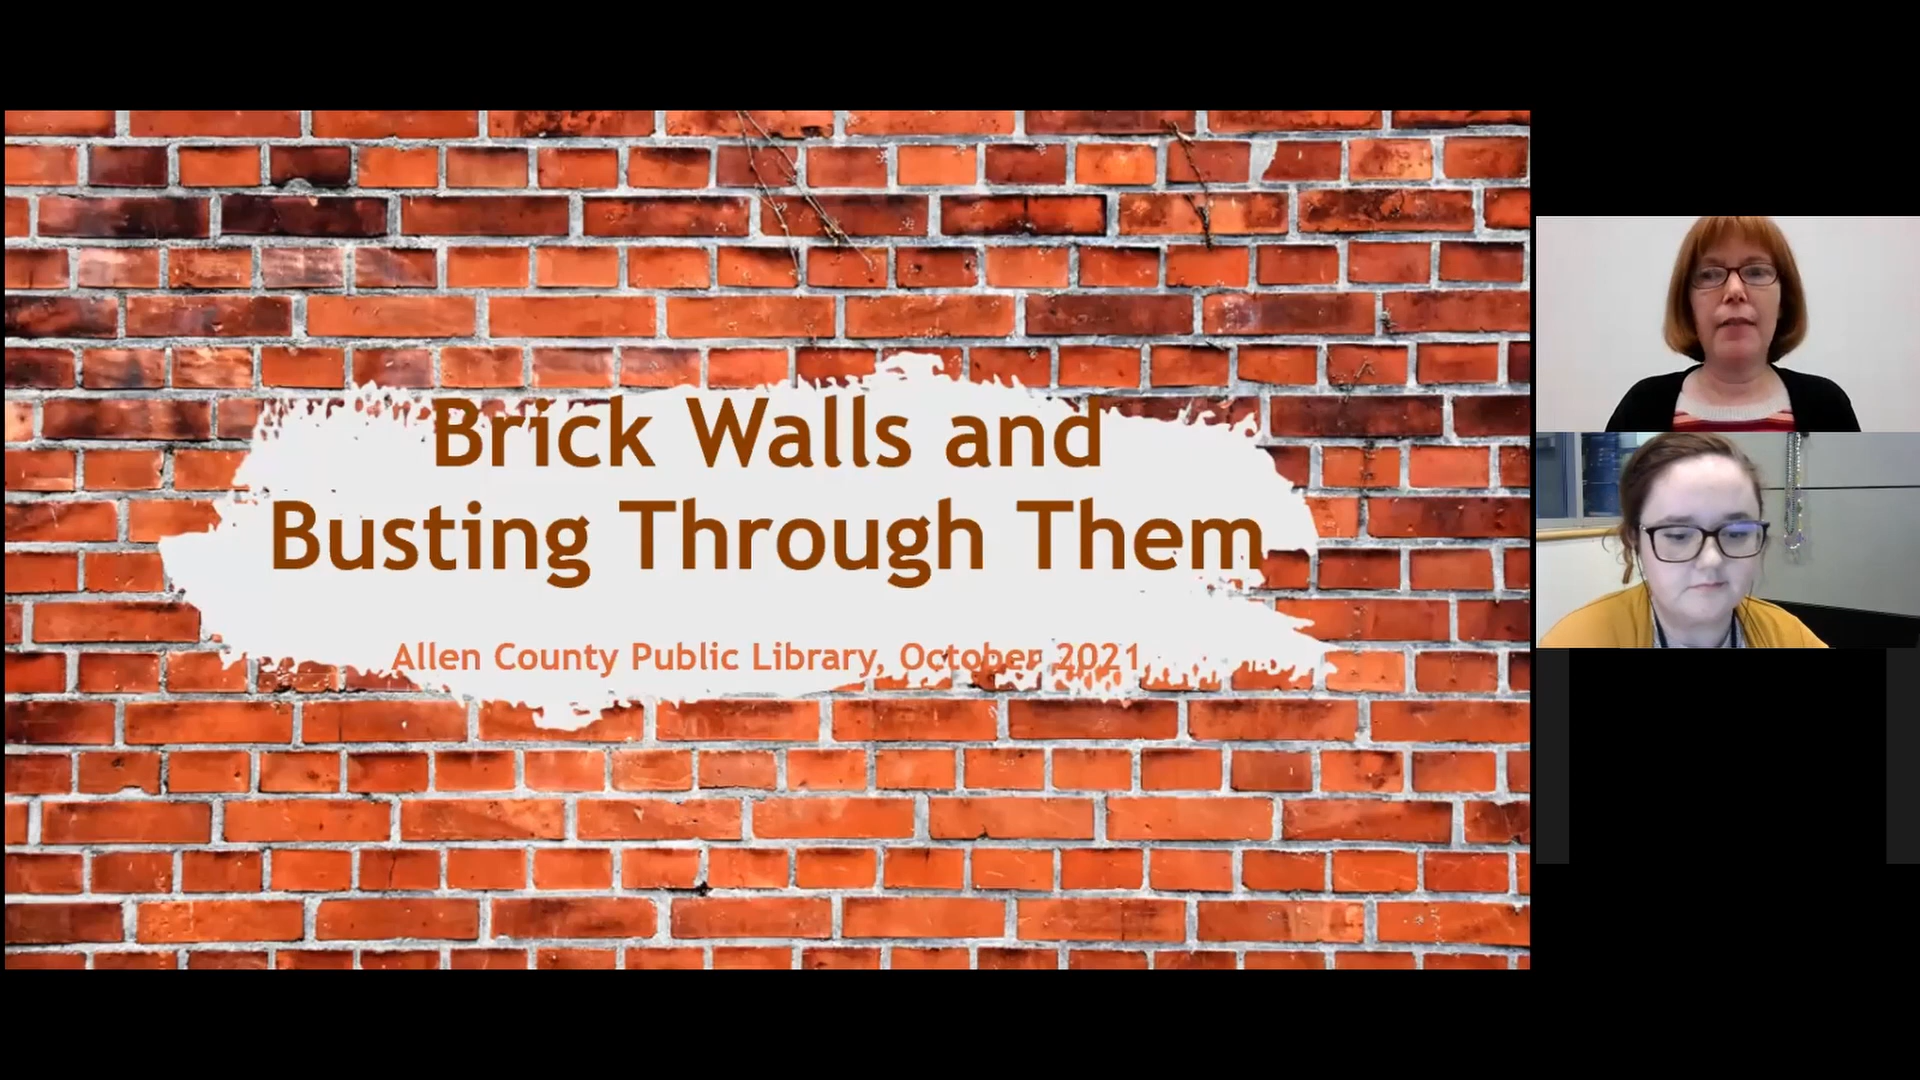 Brick Walls and
Busting Through Them
Allen County Public Library, October 2021